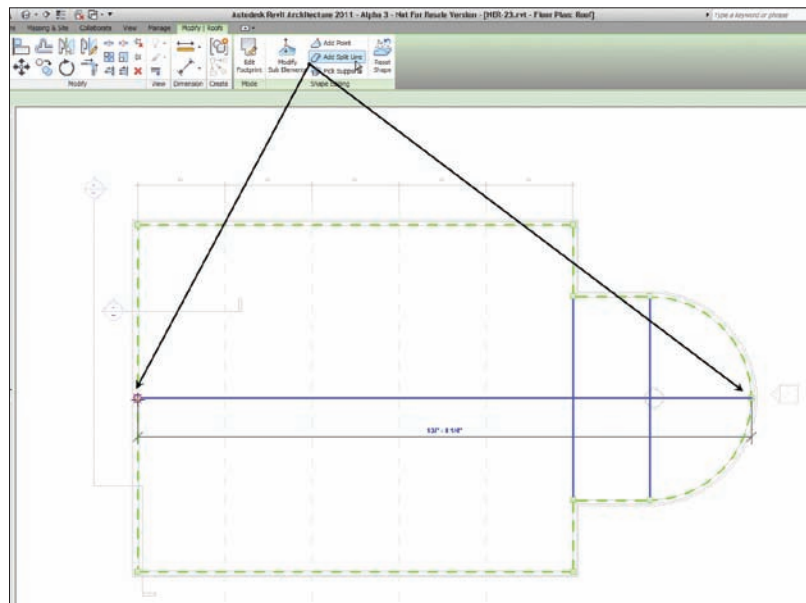 Autodesk Revit Architecture 2011 - Alpha 3 - Not For Resale Version - [HER-23.rvt - Floor Plan: Roof]
Type a keyword or phrase
Massing & Site Collaborate View Manage Modify | Roofs
Edit
Footprint
Modify
Sub Elements
Add Point
Add Split Line
Pick Supports
Reset
Shape
Modify View Dimension Create Mode Shape Editing